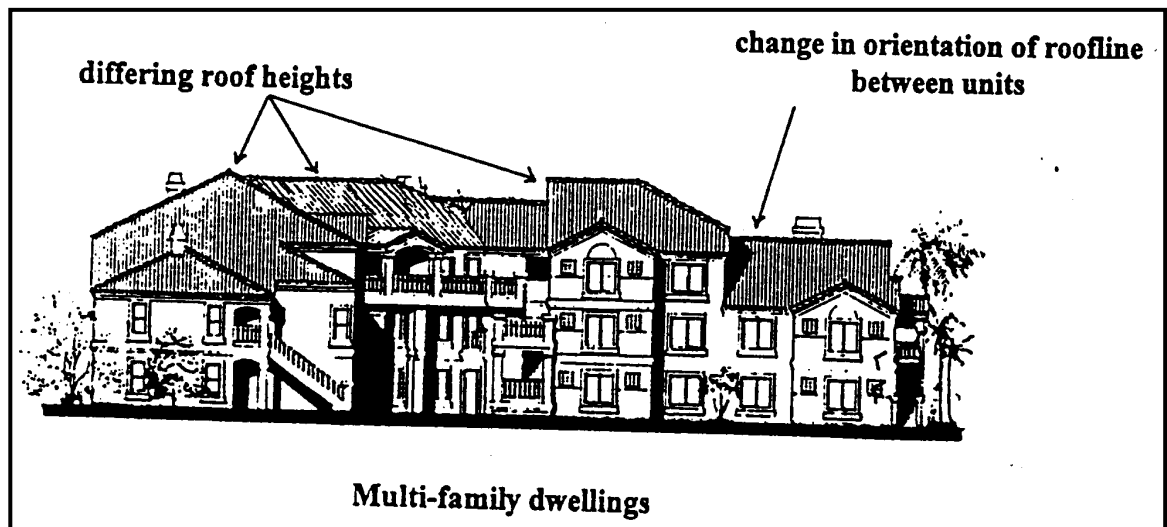 differing roof heights
change in orientation of roofline
between units
Multi-family dwellings